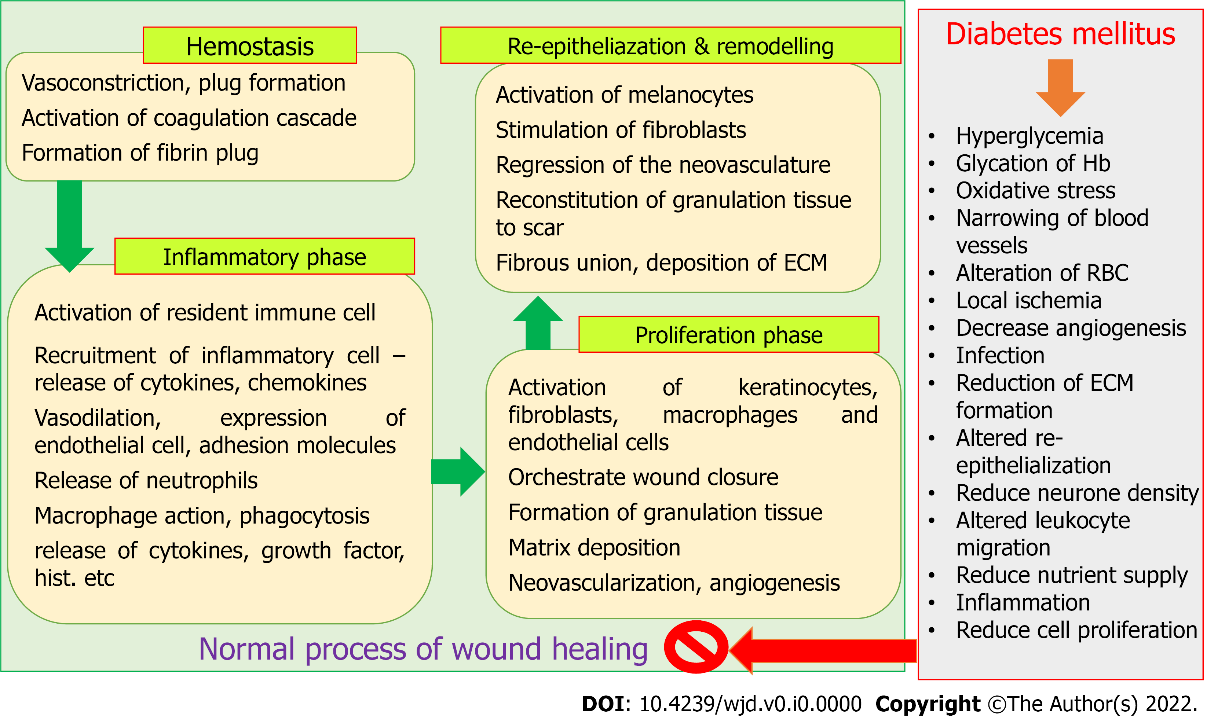 Hemostasis
Vasoconstriction, plug formation
Activation of coagulation cascade
Formation of fibrin plug
Inflammatory phase
Activation of resident immune cell
Recruitment of inflammatory cell –
release of cytokines, chemokines
Vasodilation, expression of
endothelial cell, adhesion molecules
Release of neutrophils
Macrophage action, phagocytosis
release of cytokines, growth factor,
hist. etc
Proliferation phase
Activation of keratinocytes,
fibroblasts, macrophages and
endothelial cells
Orchestrate wound closure
Formation of granulation tissue
Matrix deposition
Neovascularization, angiogenesis
Re-epitheliazation & remodelling
Activation of melanocytes
Stimulation of fibroblasts
Regression of the neovasculature
Reconstitution of granulation tissue
to scar
Fibrous union, deposition of ECM
Normal process of wound healing
Diabetes mellitus
• Hyperglycemia
• Glycation of Hb
• Oxidative stress
• Narrowing of blood
vessels
• Alteration of RBC
• Local ischemia
• Decrease angiogenesis
• Infection
• Reduction of ECM
formation
• Altered re-
epithelialization
• Reduce neurone density
• Altered leukocyte
migration
• Reduce nutrient supply
• Inflammation
• Reduce cell proliferation
DOI: 10.4239/wjd.v0.i0.0000 Copyright ©The Author(s) 2022.